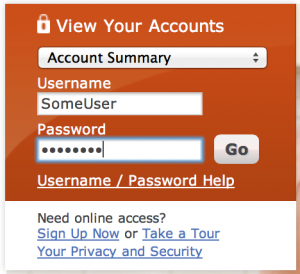 View Your Accounts
Account Summary
Username
SomeUser
Password
••••••••
Go
Username / Password Help
Need online access?
Sign Up Now or Take a Tour
Your Privacy and Security